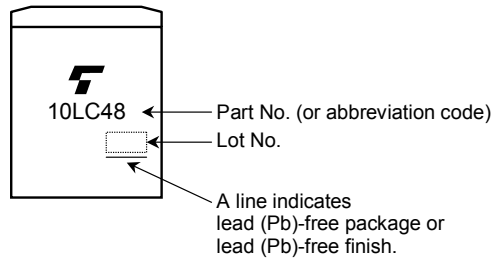 10LC48
Part No. (or abbreviation code)
Lot No.
A line indicates
lead (Pb)-free package or
lead (Pb)-free finish.